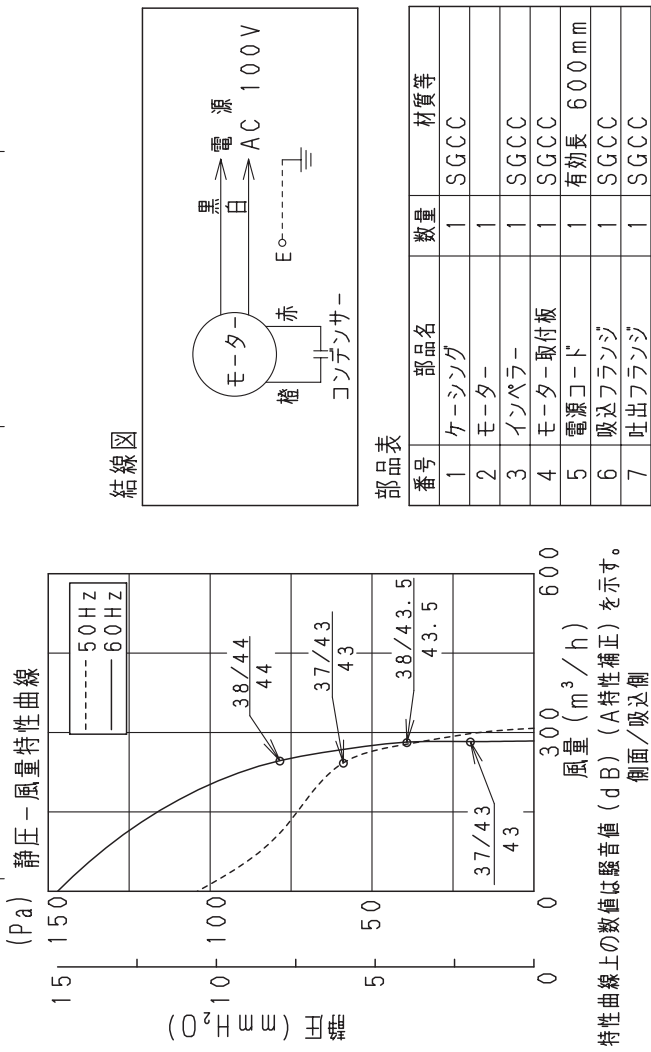 静圧－風量特性曲線
(Pa)
----- 50Hz
—— 60Hz
15
10
5
0
静圧 (mmH₂O)
150
100
50
0
300
600
風量 (m³/h)
38/44
44
37/43
43
38/43.5
43.5
37/43
43
特性曲線上の数値は騒音値(dB)(A特性補正)を示す。
側面/吸込側
吐出側
結線図
モーター
黒
白
電源
AC 100V
E
橙
赤
コンデンサー
部品表
番号 部品名 数量 材質等
1 ケーシング 1 SGCC
2 モーター 1
3 インペラー 1 SGCC
4 モーター取付板 1 SGCC
5 電源コード 1 有効長 600mm
6 吸込フランジ 1 SGCC
7 吐出フランジ 1 SGCC